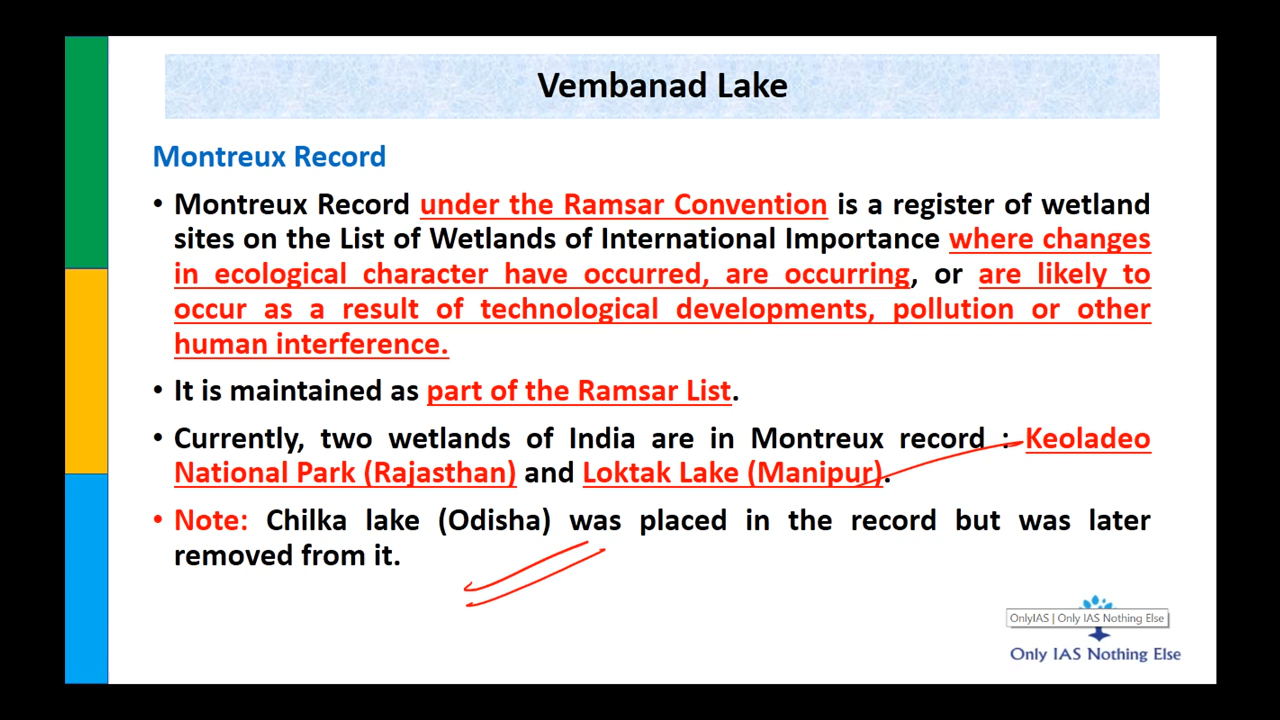 Vembanad Lake
Montreux Record
• Montreux Record under the Ramsar Convention is a register of wetland
sites on the List of Wetlands of International Importance where changes
in ecological character have occurred, are occurring, or are likely to
occur as a result of technological developments, pollution or other
human interference.
• It is maintained as part of the Ramsar List.
• Currently, two wetlands of India are in Montreux record : Keoladeo
National Park (Rajasthan) and Loktak Lake (Manipur).
• Note: Chilka lake (Odisha) was placed in the record but was later
removed from it.
OnlyIAS | Only IAS Nothing Else
Only IAS Nothing Else